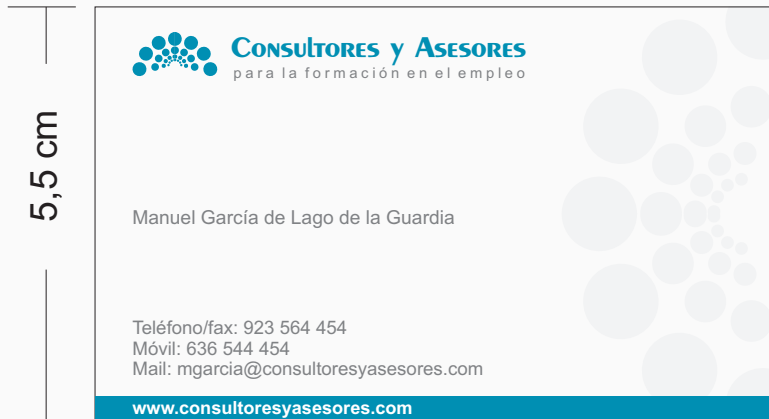 Consultores y Asesores
para la formación en el empleo
5,5 cm
Manuel García de Lago de la Guardia
Teléfono/fax: 923 564 454
Móvil: 636 544 454
Mail: mgarcia@consultoresyasesores.com
www.consultoresyasesores.com